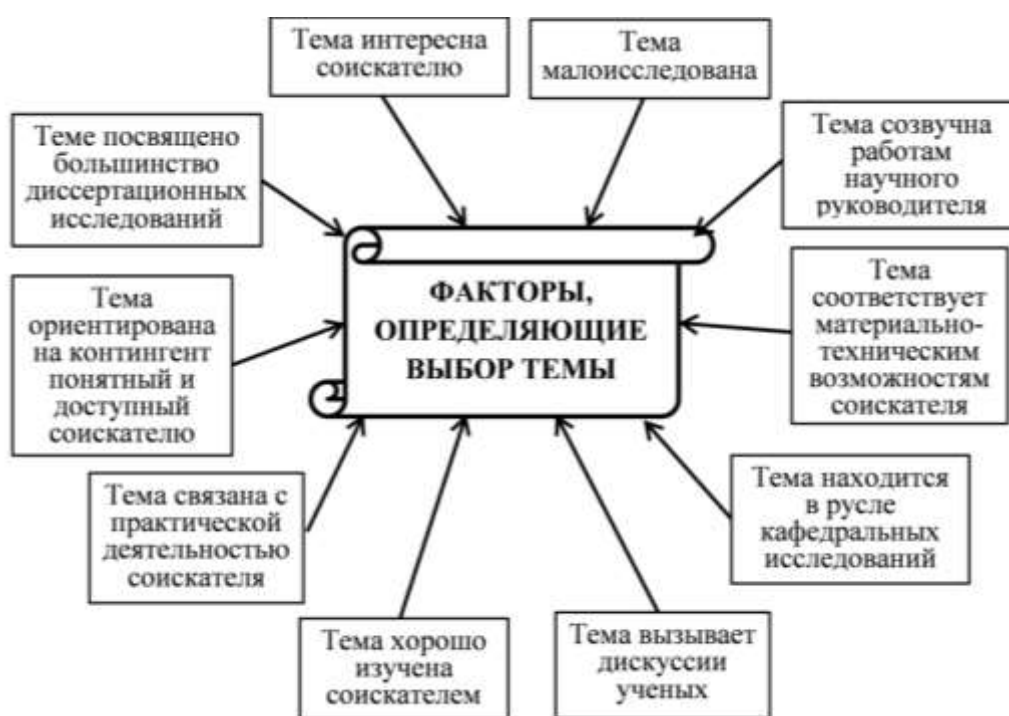 Тема интересна
соискателю
Тема
малоисследована
Теме посвящено
большинство
диссертационных
исследований
Тема созвучна
работам
научного
руководителя
ФАКТОРЫ,
ОПРЕДЕЛЯЮЩИЕ
ВЫБОР ТЕМЫ
Тема
ориентирована
на контингент
понятный и
доступный
соискателю
Тема
соответствует
материально-
техническим
возможностям
соискателя
Тема связана с
практической
деятельностью
соискателя
Тема находится
в русле
кафедральных
исследований
Тема хорошо
изучена
соискателем
Тема вызывает
дискуссии
ученых